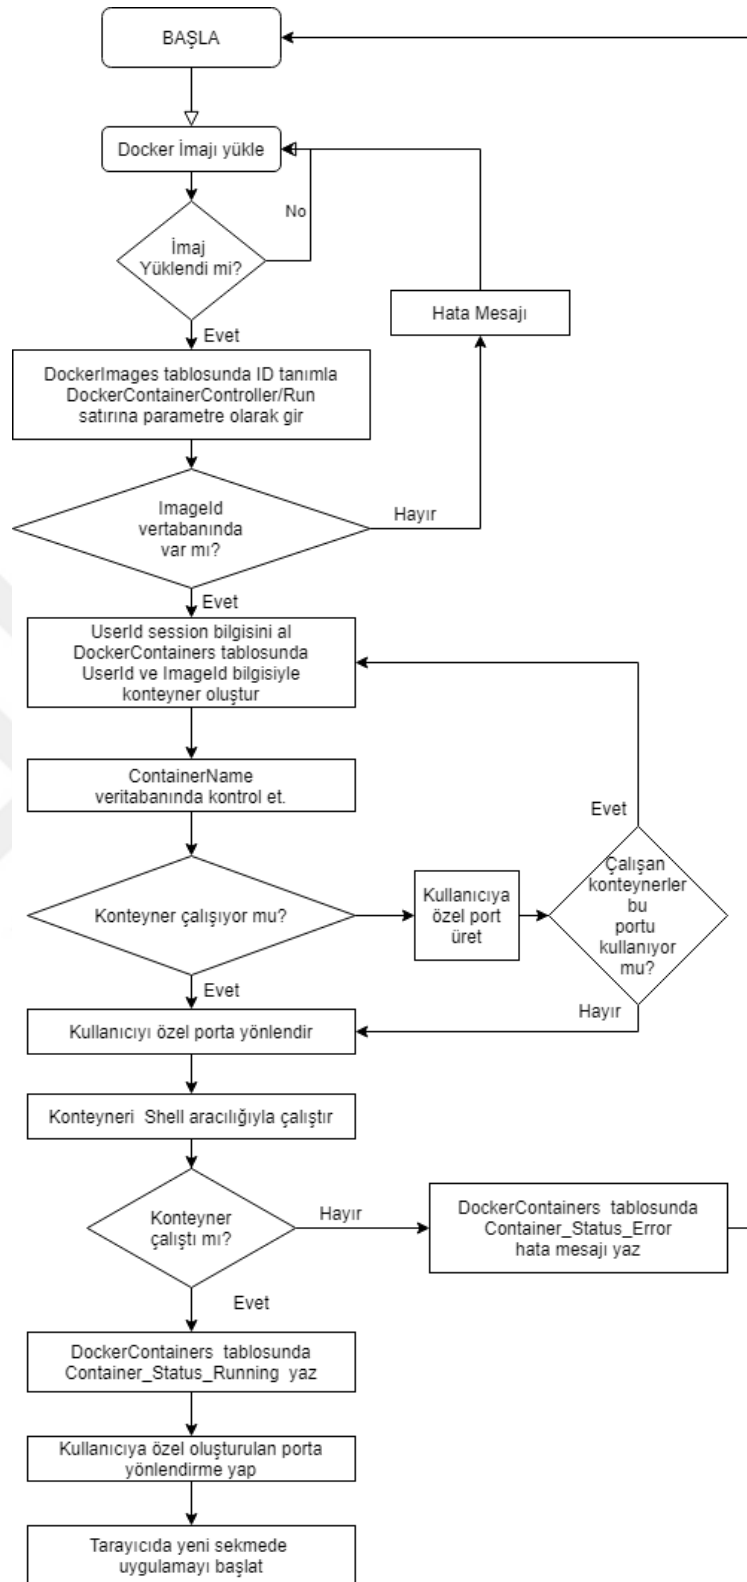 BAŞLA
Docker İmajı yükle
No
İmaj
Yüklendi mi?
Hata Mesajı
Evet
DockerImages tablosunda ID tanımla
DockerContainerController/Run
satırına parametre olarak gir
ImageId
vertabanında
var mı?
Hayır
Evet
UserId session bilgisini al
DockerContainers tablosunda
UserId ve ImageId bilgisiyle
konteyner oluştur
ContainerName
veritabanında kontrol et.
Evet
Konteyner çalışıyor mu?
Kullanıcıya
özel port
üret
Çalışan
konteynerler
bu
portu
kullanıyor
mu?
Evet
Hayır
Kullanıcıyı özel porta yönlendir
Konteyneri Shell aracılığıyla çalıştır
Konteyner
çalıştı mı?
Hayır
DockerContainers tablosunda
Container_Status_Error
hata mesajı yaz
Evet
DockerContainers tablosunda
Container_Status_Running yaz
Kullanıcıya özel oluşturulan porta
yönlendirme yap
Tarayıcıda yeni sekmede
uygulamayı başlat